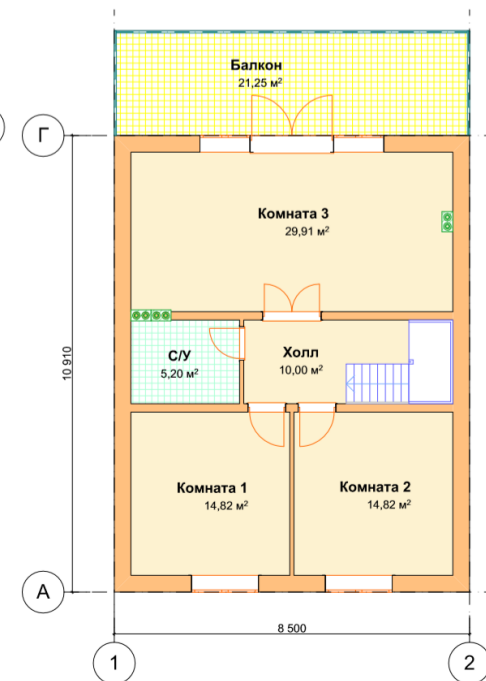 Балкон
21,25 м²
Г
Комната 3
29,91 м²
10 910
С/У
5,20 м²
Холл
10,00 м²
Комната 1
14,82 м²
Комната 2
14,82 м²
А
8 500
1
2